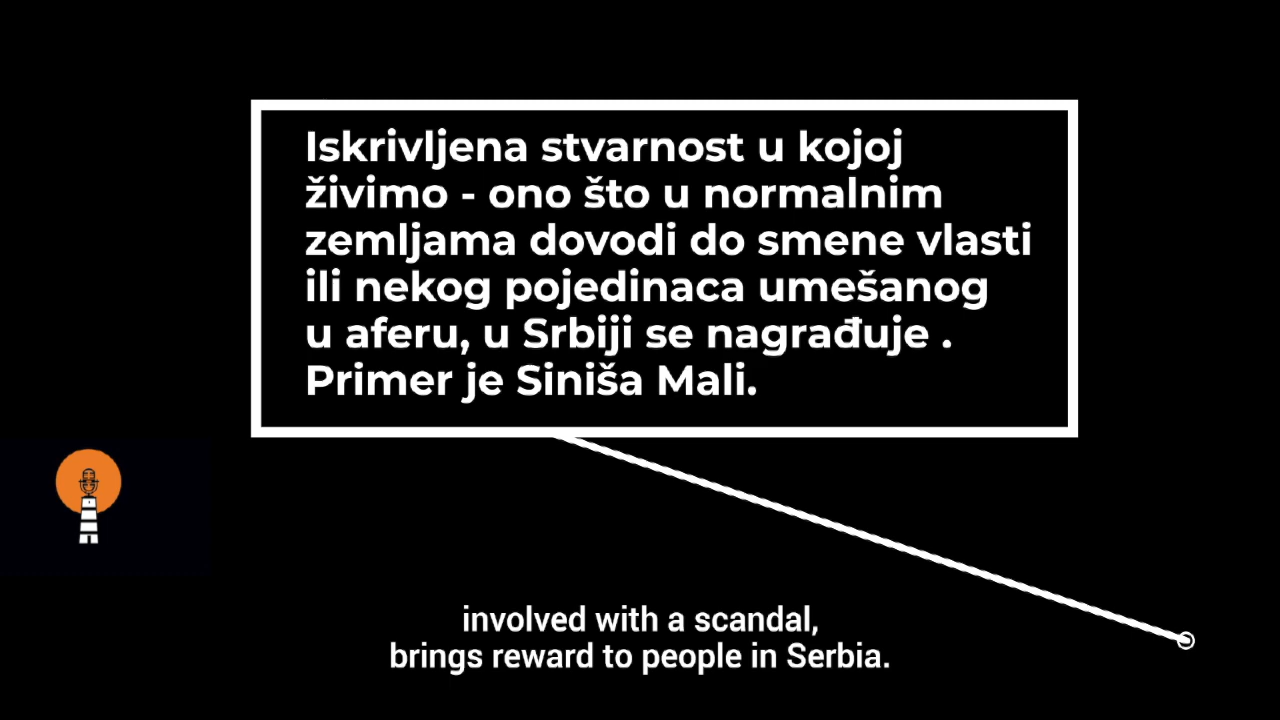 Iskrivljena stvarnost u kojoj
živimo - ono što u normalnim
zemljama dovodi do smene vlasti
ili nekog pojedinaca umešanog
u aferu, u Srbiji se nagrađuje .
Primer je Siniša Mali.
involved with a scandal,
brings reward to people in Serbia.